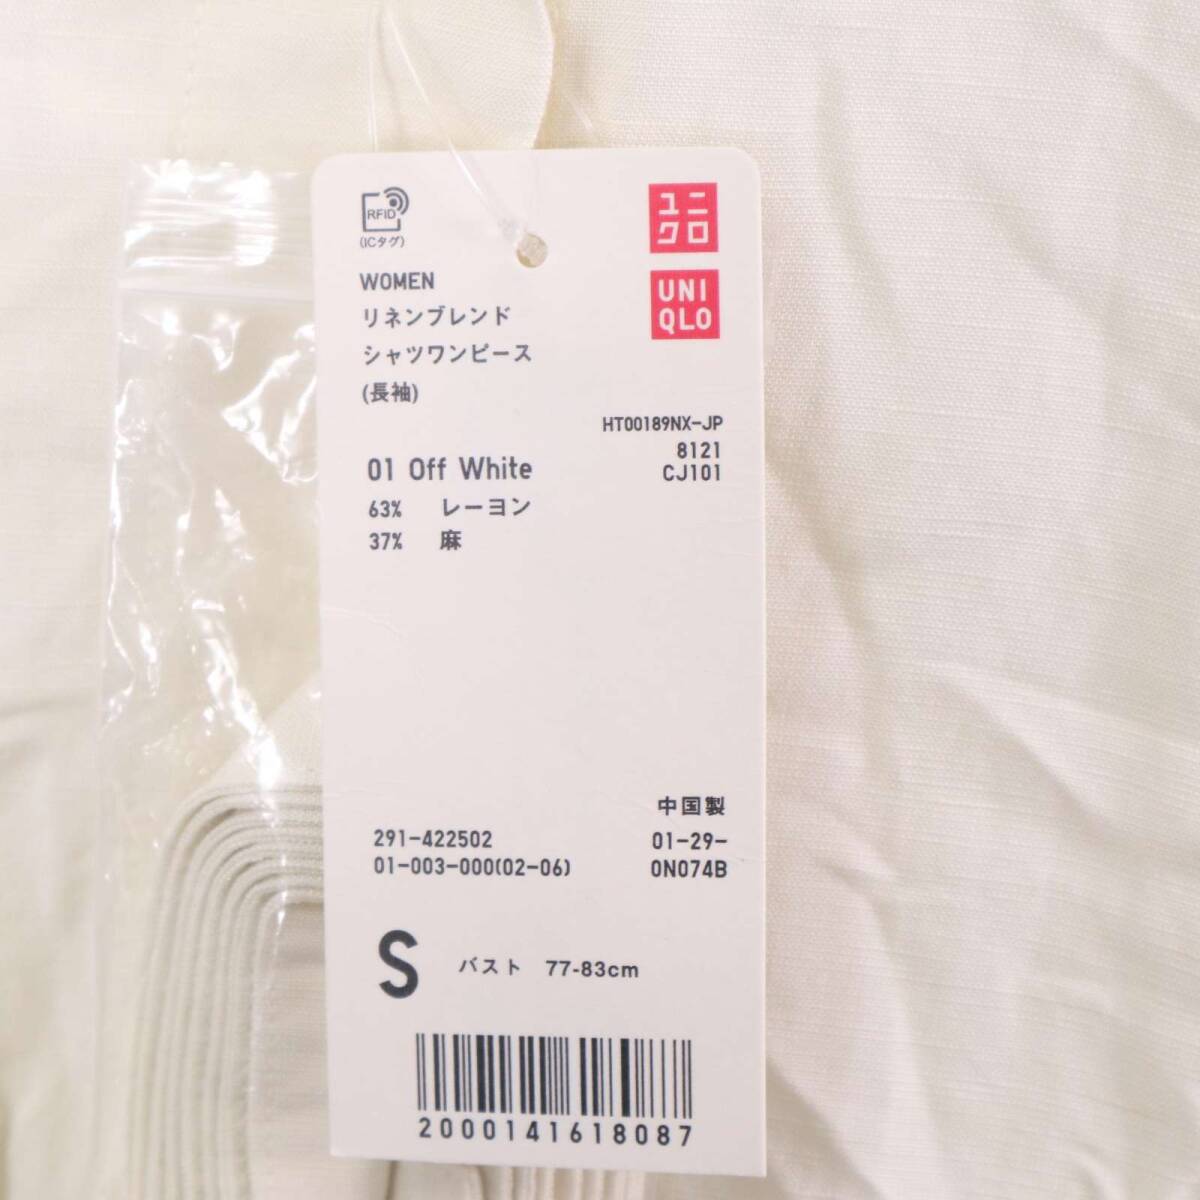 RFID
(ICタグ)
ユニ
クロ
UNI
QLO
WOMEN
リネンブレンド
シャツワンピース
(長袖)
HT00189NX-JP
8121
CJ101
01 Off White
63% レーヨン
37% 麻
中国製
291-422502 01-29-
01-003-000(02-06) 0N074B
S バスト 77-83cm
2000141618087